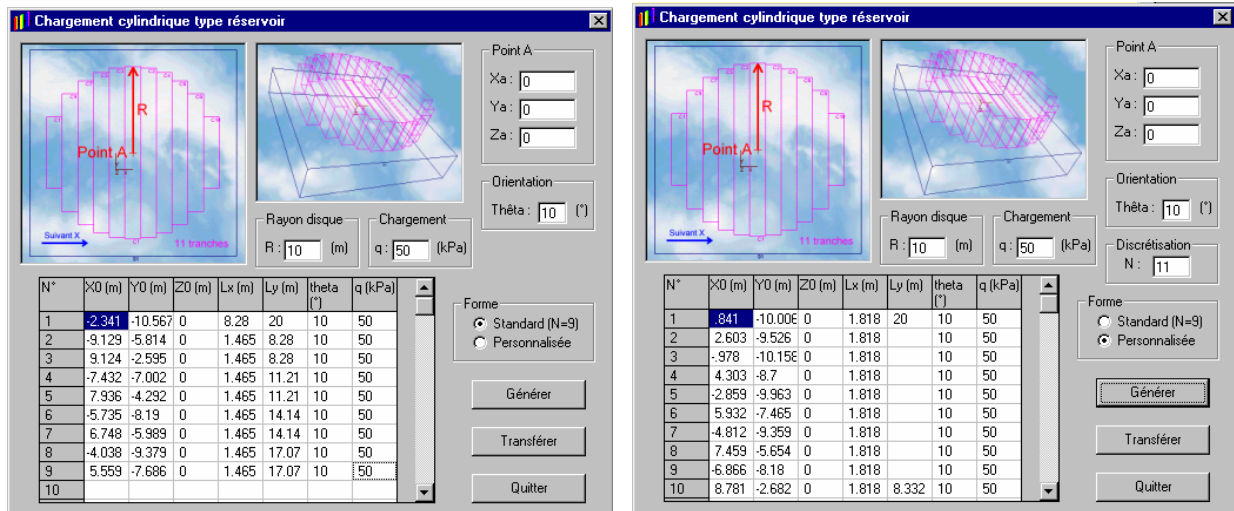 Chargement cylindrique type réservoir
R
Point A
Suivant X
11 tranches
Point A
Xa : 0
Ya : 0
Za : 0
Orientation
Thêta : 10 (°)
Rayon disque
R : 10 (m)
Chargement
q : 50 (kPa)
N° X0 (m) Y0 (m) Z0 (m) Lx (m) Ly (m) theta (°) q (kPa)
1 -2.341 -10.567 0 8.28 20 10 50
2 -9.129 -5.814 0 1.465 8.28 10 50
3 9.124 -2.595 0 1.465 8.28 10 50
4 -7.432 -7.002 0 1.465 11.21 10 50
5 7.936 -4.292 0 1.465 11.21 10 50
6 -5.735 -8.19 0 1.465 14.14 10 50
7 6.748 -5.989 0 1.465 14.14 10 50
8 -4.038 -9.379 0 1.465 17.07 10 50
9 5.559 -7.686 0 1.465 17.07 10 50
10
Forme
Standard (N=9)
Personnalisée
Générer
Transférer
Quitter
Chargement cylindrique type réservoir
R
Point A
Suivant X
11 tranches
Point A
Xa : 0
Ya : 0
Za : 0
Orientation
Thêta : 10 (°)
Rayon disque
R : 10 (m)
Chargement
q : 50 (kPa)
Discrétisation
N : 11
N° X0 (m) Y0 (m) Z0 (m) Lx (m) Ly (m) theta (°) q (kPa)
1 .841 -10.006 0 1.818 20 10 50
2 2.603 -9.526 0 1.818 10 50
3 -.978 -10.158 0 1.818 10 50
4 4.303 -8.7 0 1.818 10 50
5 -2.859 -9.963 0 1.818 10 50
6 5.932 -7.465 0 1.818 10 50
7 -4.812 -9.359 0 1.818 10 50
8 7.459 -5.654 0 1.818 10 50
9 -6.866 -8.18 0 1.818 10 50
10 8.781 -2.682 0 1.818 8.332 10 50
Forme
Standard (N=9)
Personnalisée
Générer
Transférer
Quitter